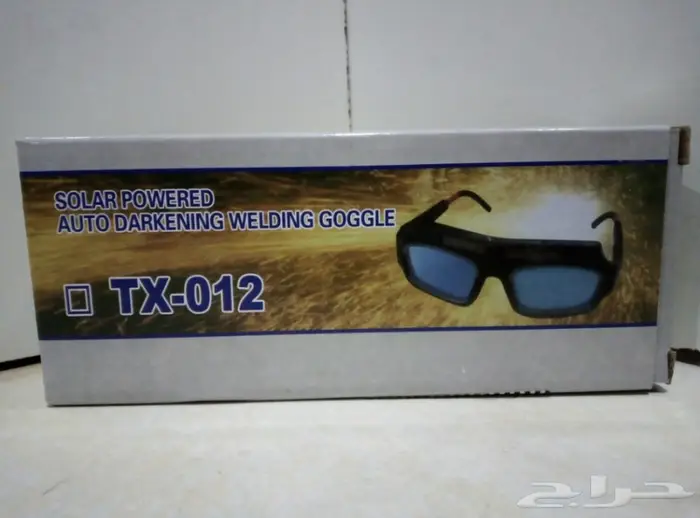 SOLAR POWERED
AUTO DARKENING WELDING GOGGLE
TX-012
حراج